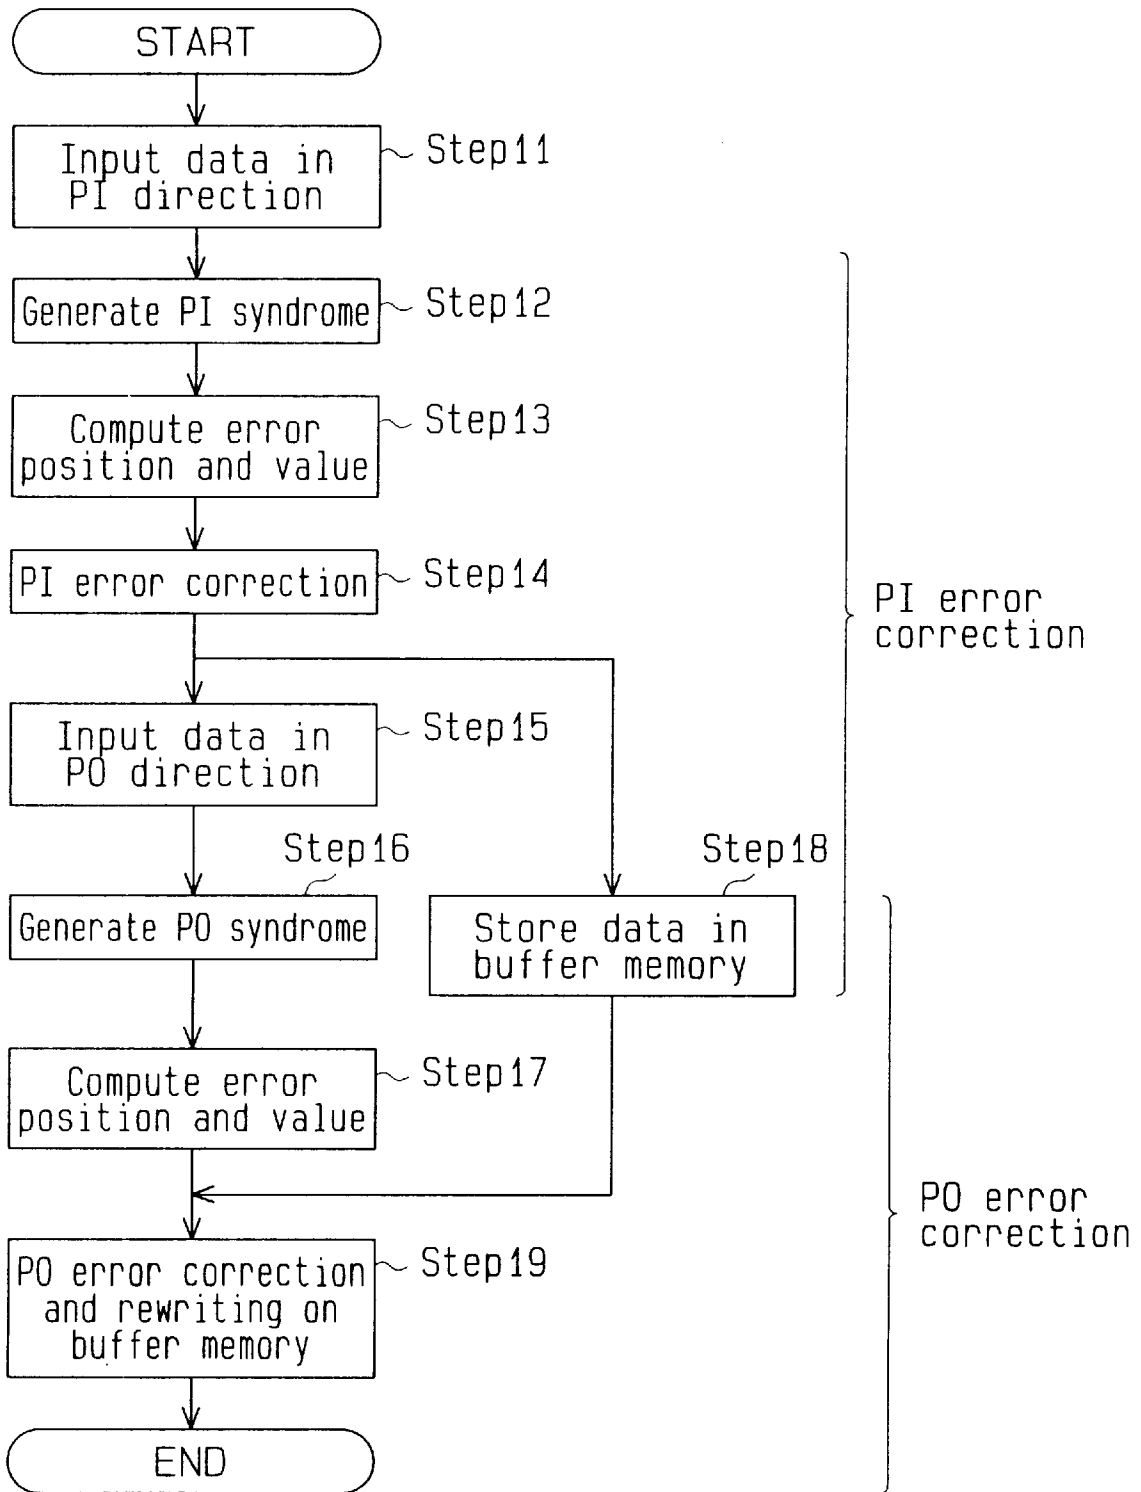 START
Input data in
PI direction
Step11
Generate PI syndrome
Step12
Compute error
position and value
Step13
PI error correction
Step14
PI error
correction
Input data in
PO direction
Step15
Step16
Generate PO syndrome
Step18
Store data in
buffer memory
Compute error
position and value
Step17
PO error
correction
PO error correction
and rewriting on
buffer memory
Step19
END